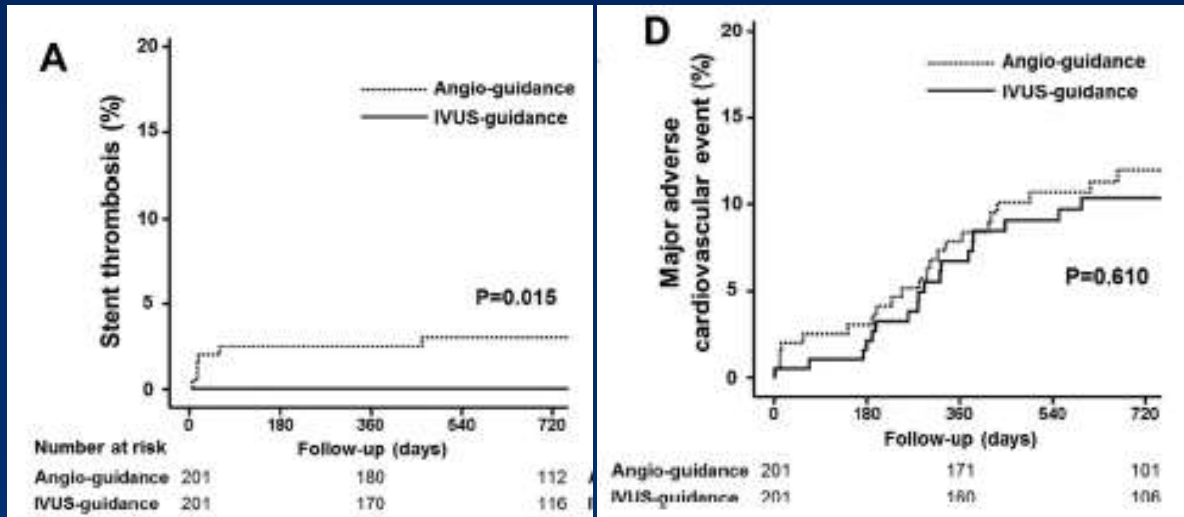 A
20
15
10
5
0
Stent thrombosis (%)
Angio-guidance
IVUS-guidance
P=0.015
0 180 360 540 720
Number at risk
Follow-up (days)
Angio-guidance 201 180 112
IVUS-guidance 201 170 116
D
20
15
10
5
0
Major adverse
cardiovascular event (%)
Angio-guidance
IVUS-guidance
P=0.610
0 180 360 540 720
Follow-up (days)
Angio-guidance 201 171 101
IVUS-guidance 201 160 106